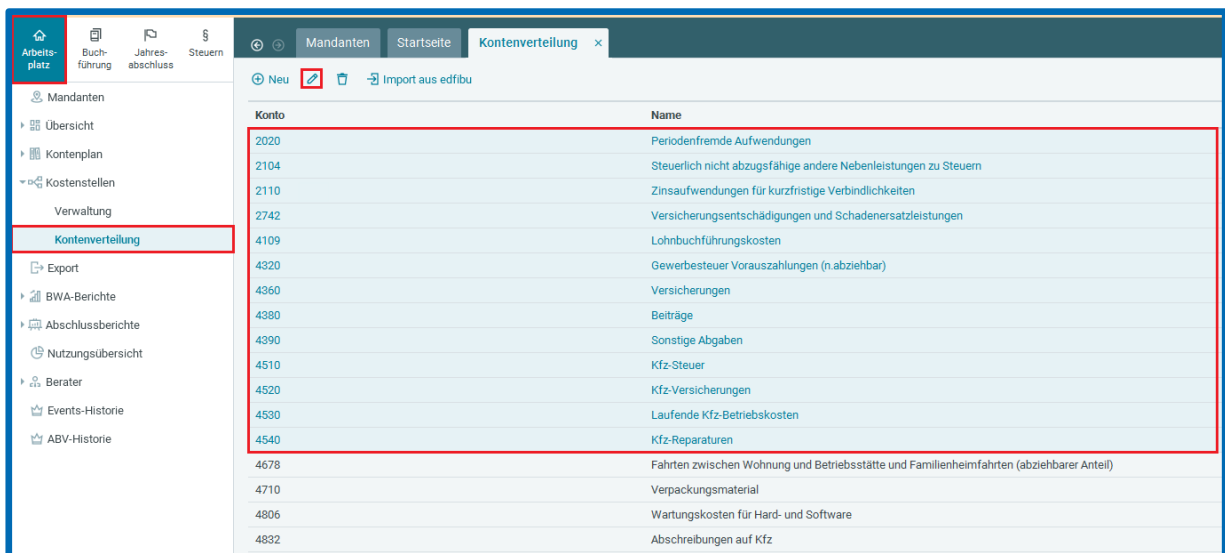 Arbeits-
platz
Buch-
führung
Jahres-
abschluss
§
Steuern
Mandanten
Startseite
Kontenverteilung ×
Neu
Import aus edfibu
Mandanten
Übersicht
Kontenplan
Kostenstellen
Verwaltung
Kontenverteilung
Export
BWA-Berichte
Abschlussberichte
Nutzungsübersicht
Berater
Events-Historie
ABV-Historie
Konto Name
2020 Periodenfremde Aufwendungen
2104 Steuerlich nicht abzugsfähige andere Nebenleistungen zu Steuern
2110 Zinsaufwendungen für kurzfristige Verbindlichkeiten
2742 Versicherungsentschädigungen und Schadenersatzleistungen
4109 Lohnbuchführungskosten
4320 Gewerbesteuer Vorauszahlungen (n.abziehbar)
4360 Versicherungen
4380 Beiträge
4390 Sonstige Abgaben
4510 Kfz-Steuer
4520 Kfz-Versicherungen
4530 Laufende Kfz-Betriebskosten
4540 Kfz-Reparaturen
4678 Fahrten zwischen Wohnung und Betriebsstätte und Familienheimfahrten (abziehbarer Anteil)
4710 Verpackungsmaterial
4806 Wartungskosten für Hard- und Software
4832 Abschreibungen auf Kfz